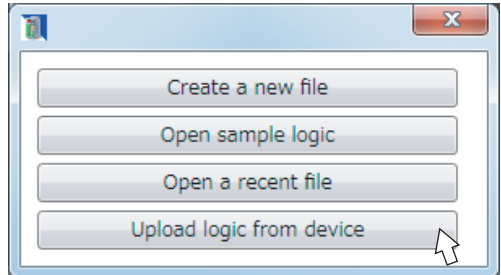 Create a new file
Open sample logic
Open a recent file
Upload logic from device